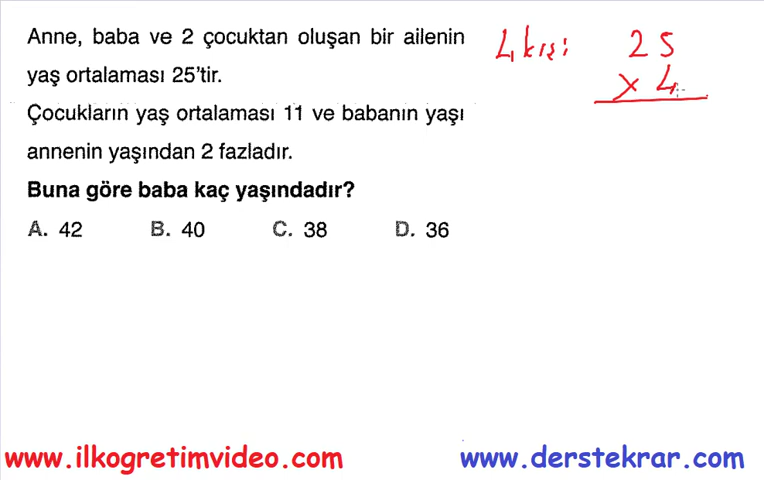 Anne, baba ve 2 çocuktan oluşan bir ailenin
yaş ortalaması 25'tir.
Çocukların yaş ortalaması 11 ve babanın yaşı
annenin yaşından 2 fazladır.
Buna göre baba kaç yaşındadır?
A. 42 B. 40 C. 38 D. 36
4 kişi 25
x 4
www.ilkogretimvideo.com www.derstekrar.com